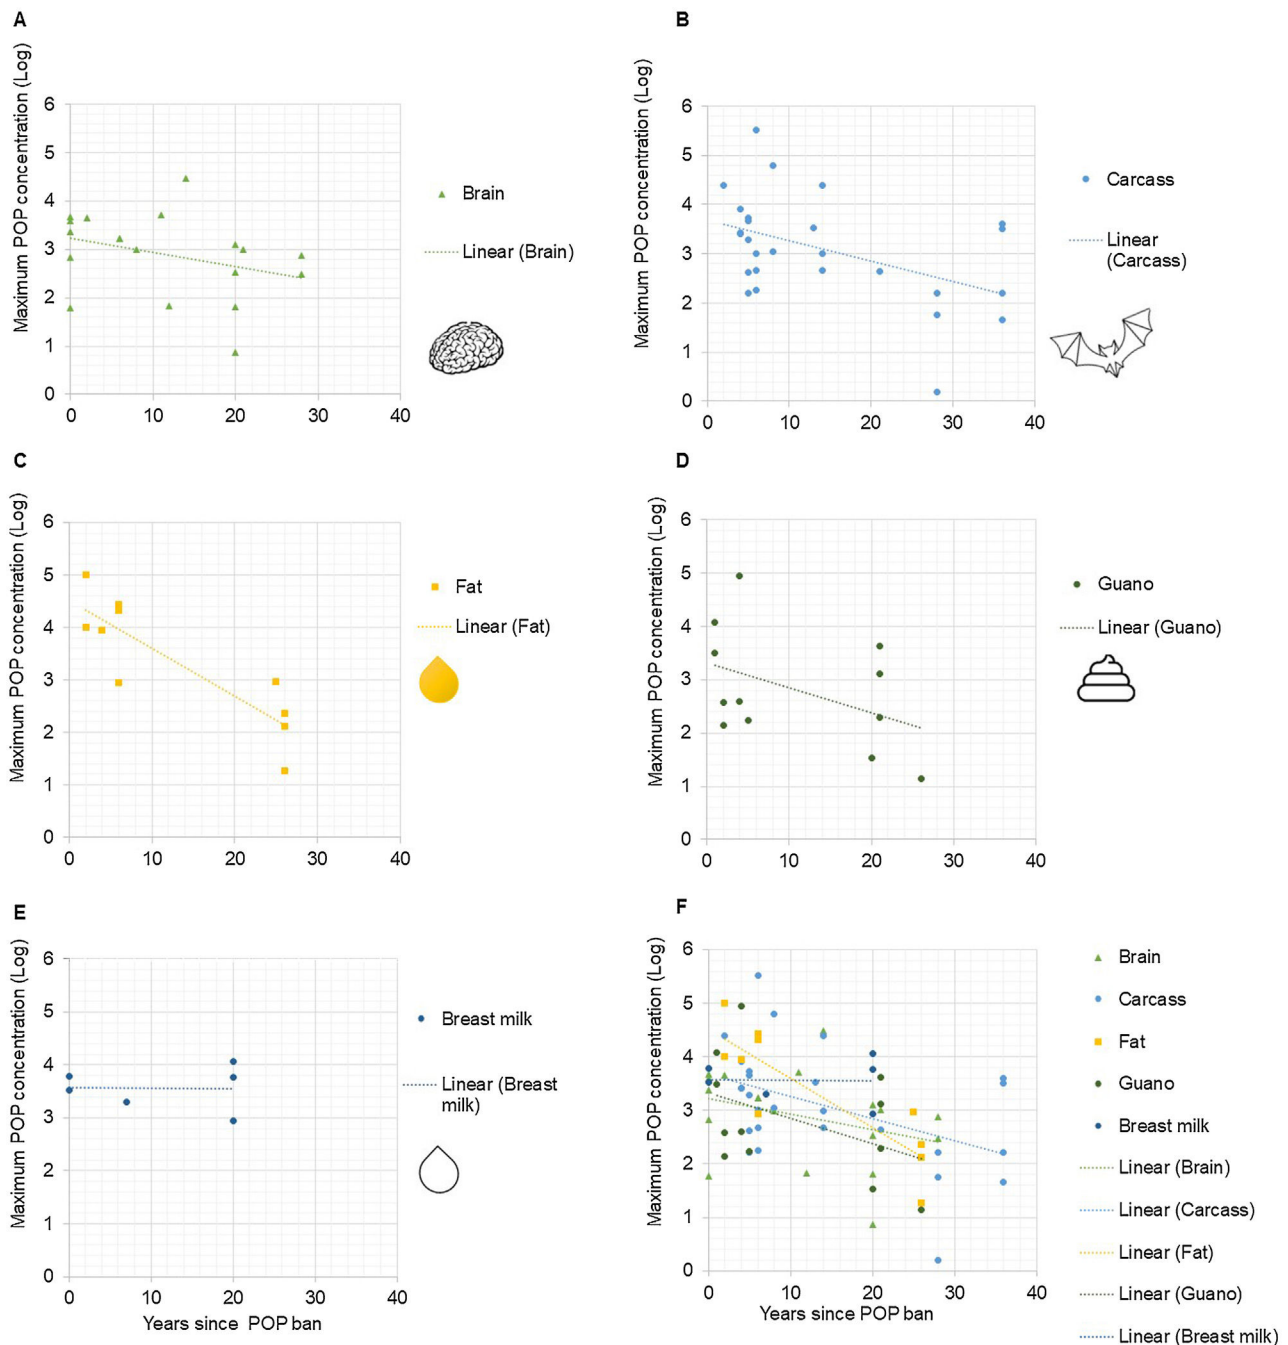 A
Maximum POP concentration (Log)
6
5
4
3
2
1
0
0 10 20 30 40
Brain
Linear (Brain)
B
Maximum POP concentration (Log)
6
5
4
3
2
1
0
0 10 20 30 40
Carcass
Linear
(Carcass)
C
Maximum POP concentration (Log)
6
5
4
3
2
1
0
0 10 20 30 40
Fat
Linear (Fat)
D
Maximum POP concentration (Log)
6
5
4
3
2
1
0
0 10 20 30 40
Guano
Linear (Guano)
E
Maximum POP concentration (Log)
6
5
4
3
2
1
0
0 10 20 30 40
Years since POP ban
Breast milk
Linear (Breast
milk)
F
Maximum POP concentration (Log)
6
5
4
3
2
1
0
0 10 20 30 40
Years since POP ban
Brain
Carcass
Fat
Guano
Breast milk
Linear (Brain)
Linear (Carcass)
Linear (Fat)
Linear (Guano)
Linear (Breast milk)